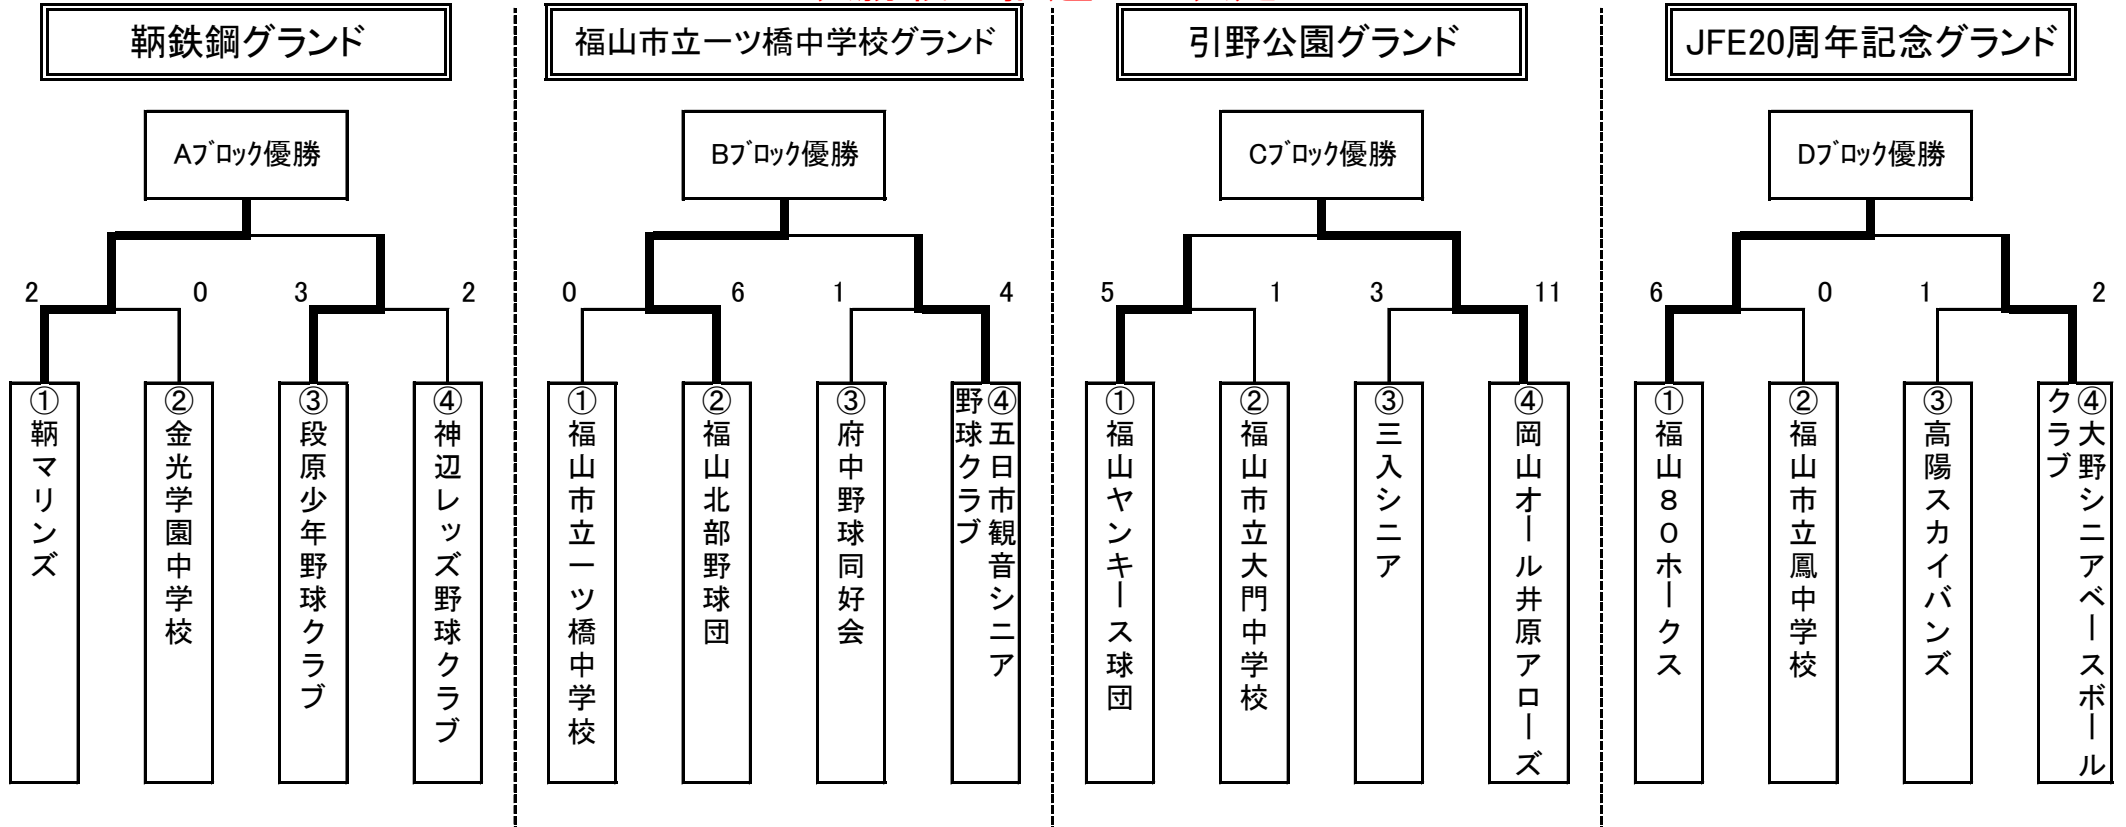 鞆鉄鋼グランド
Aﾌﾞﾛｯｸ優勝
2 0 3 2
①鞆マリンズ
②金光学園中学校
③段原少年野球クラブ
④神辺レッズ野球クラブ
福山市立一ツ橋中学校グランド
Bﾌﾞﾛｯｸ優勝
0 6 1 4
①福山市立一ツ橋中学校
②福山北部野球団
③府中野球同好会
④五日市観音シニア
野球クラブ
引野公園グランド
Cﾌﾞﾛｯｸ優勝
5 1 3 11
①福山ヤンキース球団
②福山市立大門中学校
③三入シニア
④岡山オール井原アローズ
JFE20周年記念グランド
Dﾌﾞﾛｯｸ優勝
6 0 1 2
①福山８０ホークス
②福山市立鳳中学校
③高陽スカイバンズ
④大野シニアベースボール
クラブ